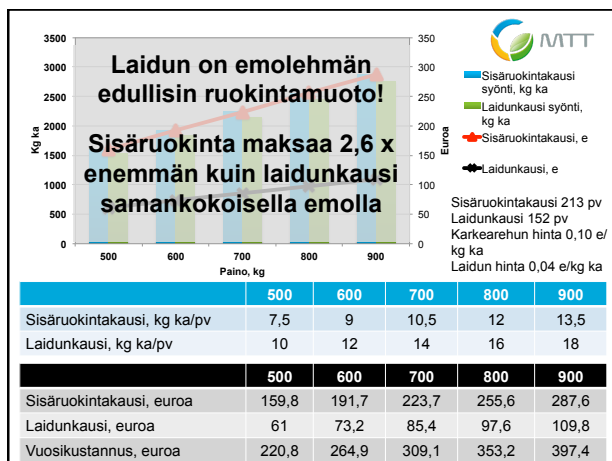 3500
3000
2500
2000
1500
1000
500
0
Kg ka
Laidun on emolehmän
edullisin ruokintamuoto!
Sisäruokinta maksaa 2,6 x
enemmän kuin laidunkausi
samankokoisella emolla
500 600 700 800 900
Paino, kg
350
300
250
200
150
100
50
0
Euroa
MTT
Sisäruokintakausi
syönti, kg ka
Laidunkausi syönti,
kg ka
Sisäruokintakausi, e
Laidunkausi, e
Sisäruokintakausi 213 pv
Laidunkausi 152 pv
Karkearehun hinta 0,10 e/
kg ka
Laidun hinta 0,04 e/kg ka
500 600 700 800 900
Sisäruokintakausi, kg ka/pv 7,5 9 10,5 12 13,5
Laidunkausi, kg ka/pv 10 12 14 16 18
500 600 700 800 900
Sisäruokintakausi, euroa 159,8 191,7 223,7 255,6 287,6
Laidunkausi, euroa 61 73,2 85,4 97,6 109,8
Vuosikustannus, euroa 220,8 264,9 309,1 353,2 397,4